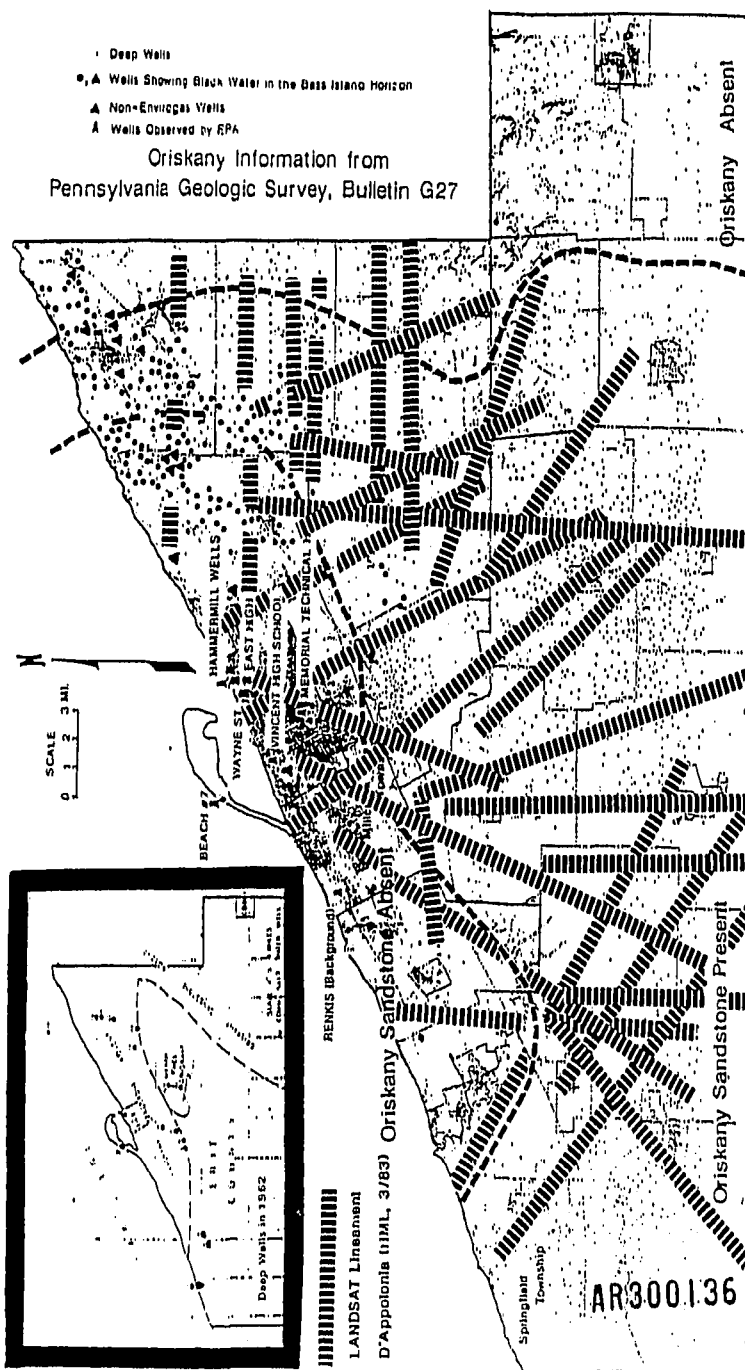 Deep Wells
Wells Showing Black Water in the Bass Island Horizon
Non-Envirogas Wells
Wells Observed by EPA
Oriskany Information from
Pennsylvania Geologic Survey, Bulletin G27
Oriskany Absent
N
SCALE
0 1 2 3 MI.
HAMMERMILL WELLS
WAYNE ST.
EAST HIGH
VINCENT HIGH SCHOOL
MEMORIAL TECHNICAL
BEACH #7
RENKIS (Background)
Oriskany Sandstone Absent
Deep Wells in 1962
LANDSAT Lineament
D'Appolonia (HML, 3/83)
Oriskany Sandstone Present
Springfield
Township
AR300136